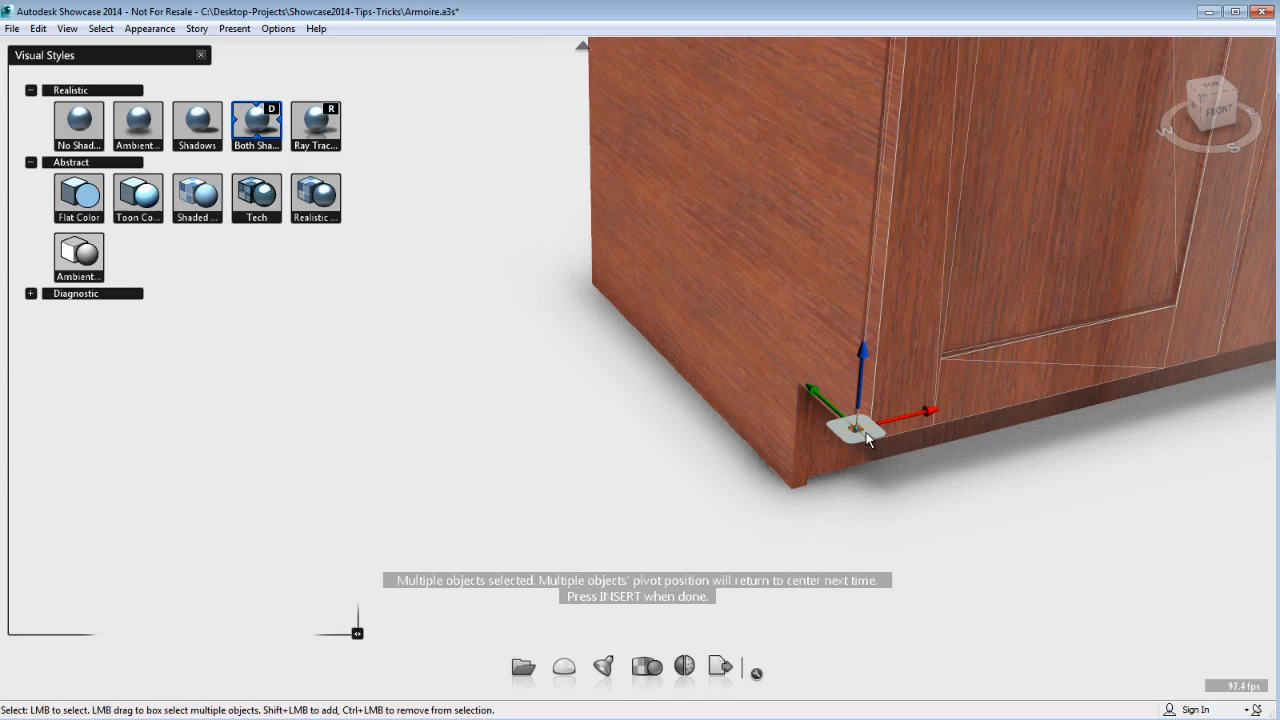 Autodesk Showcase 2014 - Not For Resale - C:\Desktop-Projects\Showcase2014-Tips-Tricks\Armoire.a3s*
File Edit View Select Appearance Story Present Options Help
Visual Styles
Realistic
D
R
No Shad... Ambient... Shadows Both Sha... Ray Trac...
Abstract
Flat Color Toon Co... Shaded ... Tech Realistic ...
Ambient...
Diagnostic
TOP
FRONT
W
S
Multiple objects selected. Multiple objects' pivot position will return to center next time.
Press INSERT when done.
97.4 fps
Select: LMB to select. LMB drag to box select multiple objects. Shift+LMB to add, Ctrl+LMB to remove from selection.
Sign In